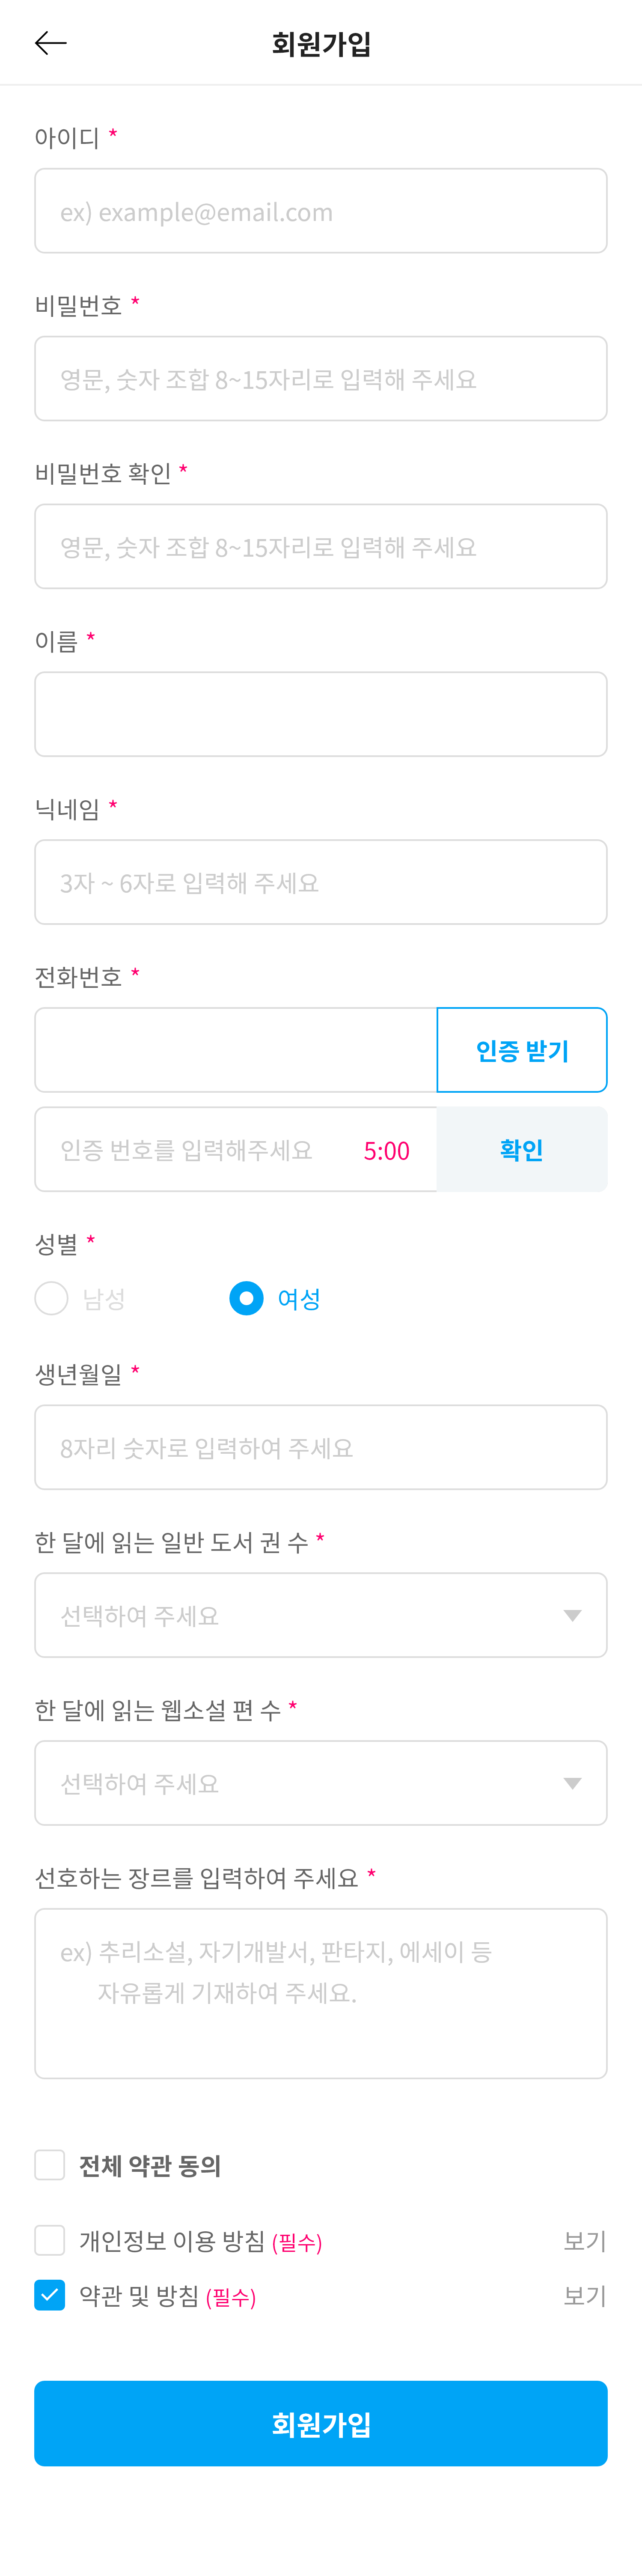 회원가입
아이디 *
ex) example@email.com
비밀번호 *
영문, 숫자 조합 8~15자리로 입력해 주세요
비밀번호 확인 *
영문, 숫자 조합 8~15자리로 입력해 주세요
이름 *
닉네임 *
3자 ~ 6자로 입력해 주세요
전화번호 *
인증 받기
인증 번호를 입력해주세요 5:00 확인
성별 *
남성 여성
생년월일 *
8자리 숫자로 입력하여 주세요
한 달에 읽는 일반 도서 권 수 *
선택하여 주세요
한 달에 읽는 웹소설 편 수 *
선택하여 주세요
선호하는 장르를 입력하여 주세요 *
ex) 추리소설, 자기개발서, 판타지, 에세이 등
자유롭게 기재하여 주세요.
전체 약관 동의
개인정보 이용 방침 (필수) 보기
약관 및 방침 (필수) 보기
회원가입